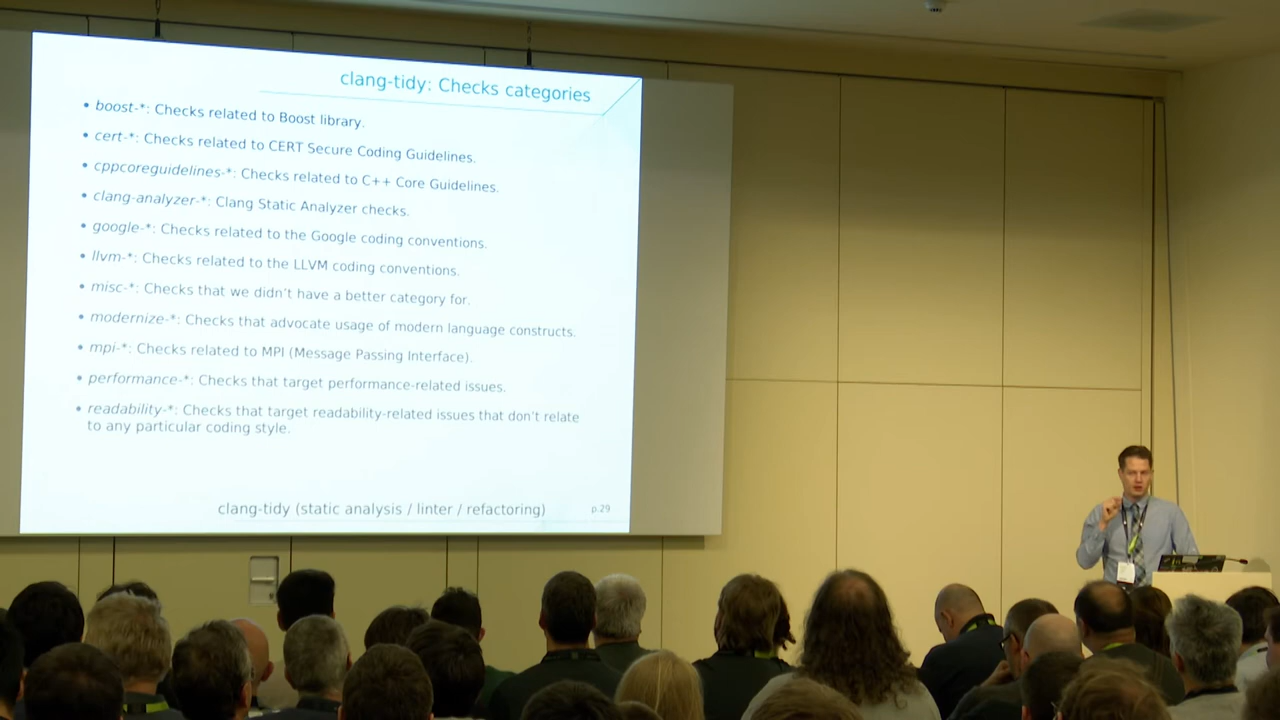 clang-tidy: Checks categories
• boost-*: Checks related to Boost library.
• cert-*: Checks related to CERT Secure Coding Guidelines.
• cppcoreguidelines-*: Checks related to C++ Core Guidelines.
• clang-analyzer-*: Clang Static Analyzer checks.
• google-*: Checks related to the Google coding conventions.
• llvm-*: Checks related to the LLVM coding conventions.
• misc-*: Checks that we didn't have a better category for.
• modernize-*: Checks that advocate usage of modern language constructs.
• mpi-*: Checks related to MPI (Message Passing Interface).
• performance-*: Checks that target performance-related issues.
• readability-*: Checks that target readability-related issues that don't relate
to any particular coding style.
clang-tidy (static analysis / linter / refactoring)
p.29